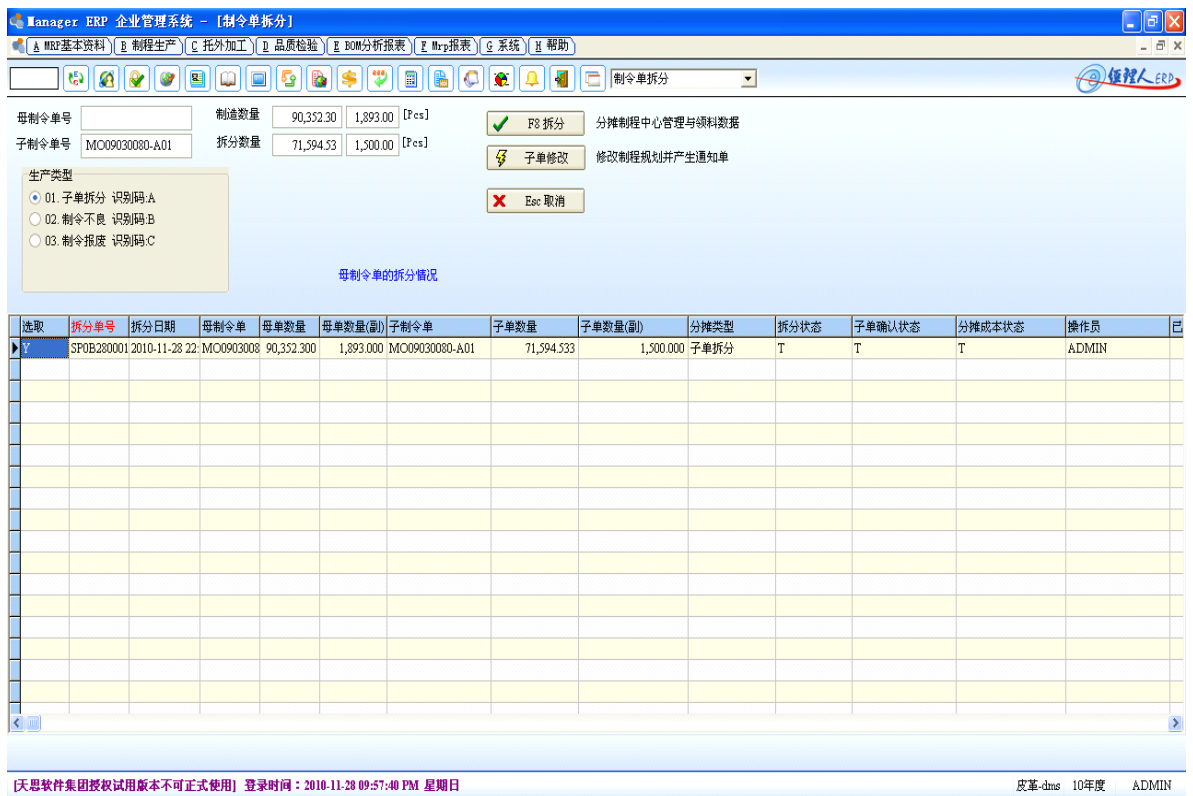 Manager ERP 企业管理系统 - [制令单拆分]
A MRP基本资料 B 制程生产 C 托外加工 D 品质检验 E BOM分析报表 F Mrp报表 G 系统 H 帮助
制令单拆分
值得人ERP
母制令单号 制造数量 90,352.30 1,893.00 [Pcs] F8 拆分 分摊制程中心管理与领料数据
子制令单号 MO09030080-A01 拆分数量 71,594.53 1,500.00 [Pcs] 子单修改 修改制程规划并产生通知单
生产类型
01. 子单拆分 识别码:A Esc 取消
02. 制令不良 识别码:B
03. 制令报废 识别码:C
母制令单的拆分情况
选取 拆分单号 拆分日期 母制令单 母单数量 母单数量(副) 子制令单 子单数量 子单数量(副) 分摊类型 拆分状态 子单确认状态 分摊成本状态 操作员 已
Y SP0B280001 2010-11-28 22: MO0903008 90,352.300 1,893.000 MO09030080-A01 71,594.533 1,500.000 子单拆分 T T T ADMIN
[天思软件集团授权试用版本不可正式使用] 登录时间：2010-11-28 09:57:40 PM 星期日 皮革-dms 10年度 ADMIN